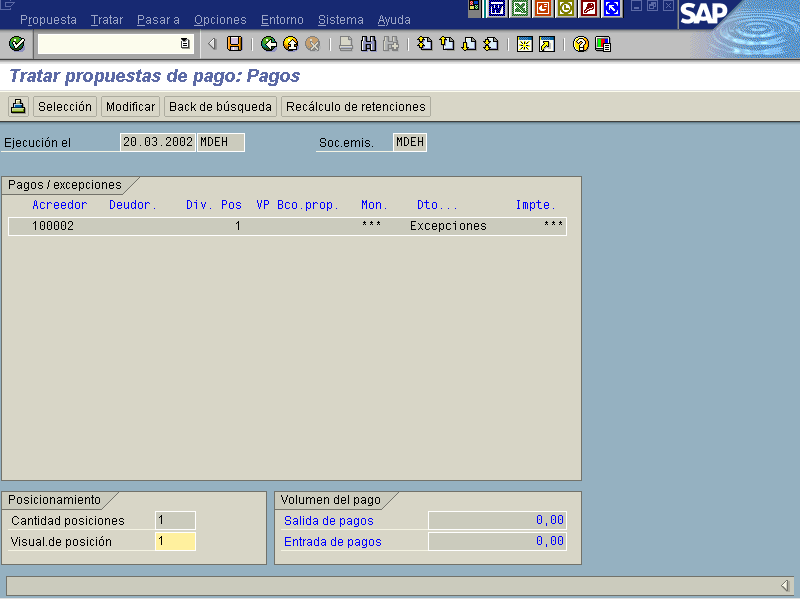 Propuesta Tratar Pasar a Opciones Entorno Sistema Ayuda
SAP
Tratar propuestas de pago: Pagos
Selección Modificar Back de búsqueda Recálculo de retenciones
Ejecución el 20.03.2002 MDEH Soc.emis. MDEH
Pagos / excepciones
Acreedor Deudor. Div. Pos VP Bco.prop. Mon. Dto... Impte.
100002 1 *** Excepciones ***
Posicionamiento
Cantidad posiciones 1
Visual.de posición 1
Volumen del pago
Salida de pagos 0,00
Entrada de pagos 0,00